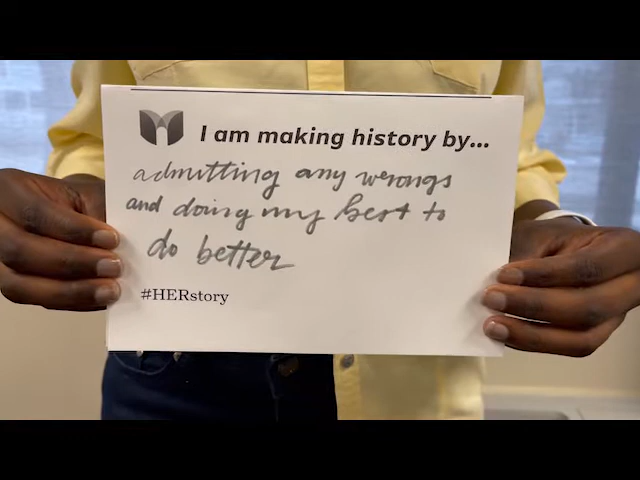 I am making history by...
admitting any wrongs
and doing my best to
do better
#HERstory